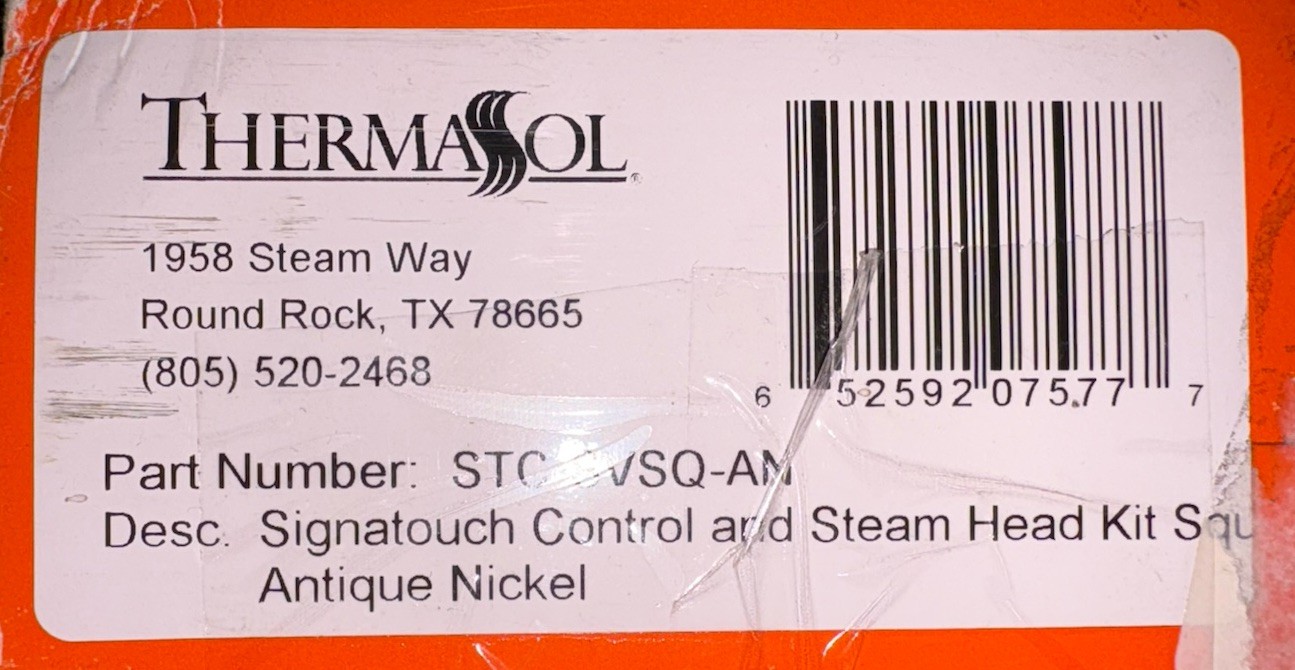 THERMASOL®
1958 Steam Way
Round Rock, TX 78665
(805) 520-2468
6 52592 07577 7
Part Number:
Desc. Signatouch Control and Steam Head Kit
Antique Nickel